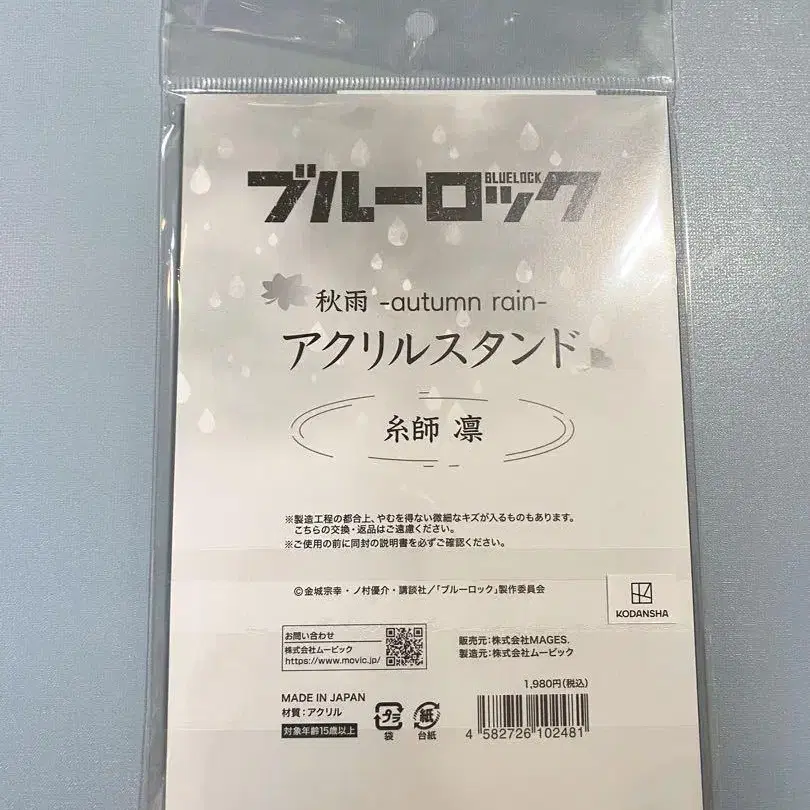 ブルーロック
BLUELOCK
秋雨 -autumn rain-
アクリルスタンド
糸師 凛
※製造工程の都合上、やむを得ない微細なキズが入るものもあります。
こちらの交換・返品はご遠慮ください。
※ご使用の前に同封の説明書を必ずご確認ください。
©金城宗幸・ノ村優介・講談社/「ブルーロック」製作委員会
KODANSHA
お問い合わせ
株式会社ムービック
https://www.movic.jp/
販売元:株式会社MAGES.
製造元:株式会社ムービック
1,980円(税込)
MADE IN JAPAN
材質:アクリル
対象年齢15歳以上
プラ
袋
紙
台紙
4 582726 102481